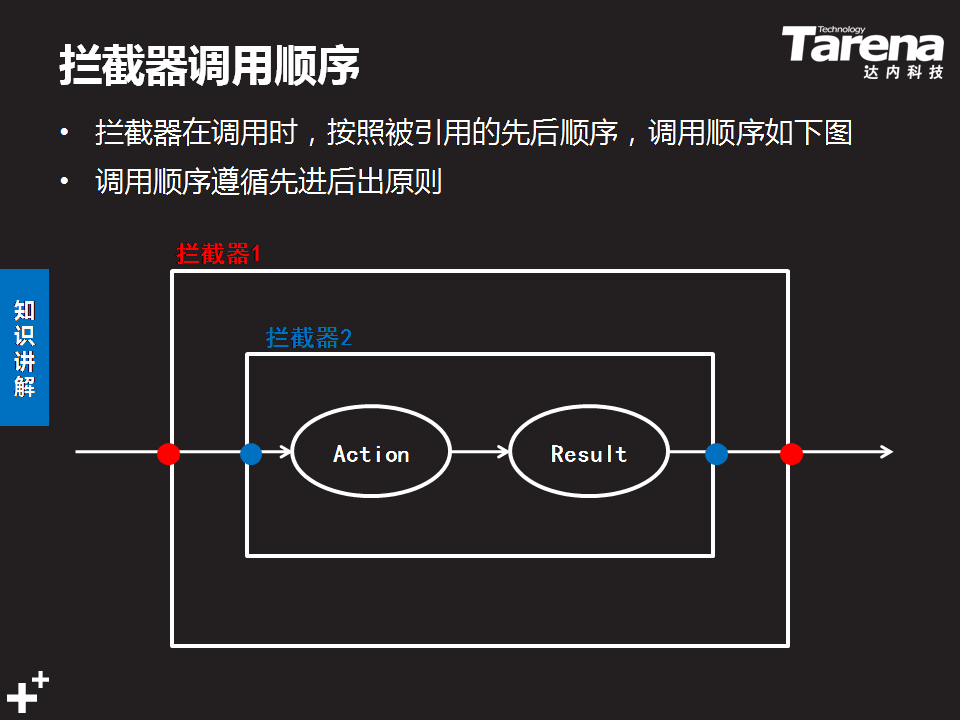 拦截器调用顺序
Technology
Tarena
达内科技
• 拦截器在调用时，按照被引用的先后顺序，调用顺序如下图
• 调用顺序遵循先进后出原则
拦截器1
知识讲解
拦截器2
Action
Result